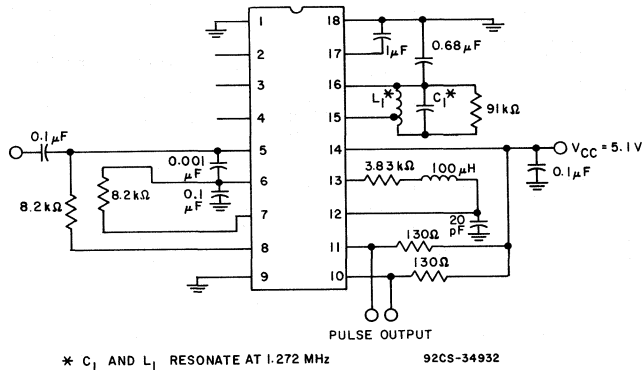 1 18
1µF
0.68µF
2 17
3 16
L1* C1* 91kΩ
4 15
0.1µF
5 14
VCC=5.1V
0.001 µF
3.83kΩ 100µH
0.1µF
6 13
8.2kΩ 8.2kΩ
0.1 µF
7 12
20 pF
130Ω
8 11
130Ω
9 10
PULSE OUTPUT
* C1 AND L1 RESONATE AT 1.272 MHz 92CS-34932